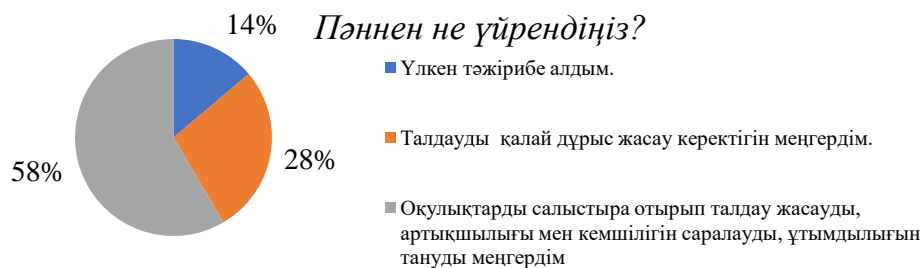 Пәннен не үйрендіңіз?
14%
28%
58%
Үлкен тәжірибе алдым.
Талдауды қалай дұрыс жасау керектігін меңгердім.
Оқулықтарды салыстыра отырып талдау жасауды,
артықшылығы мен кемшілігін саралауды, ұтымдылығын
тануды меңгердім